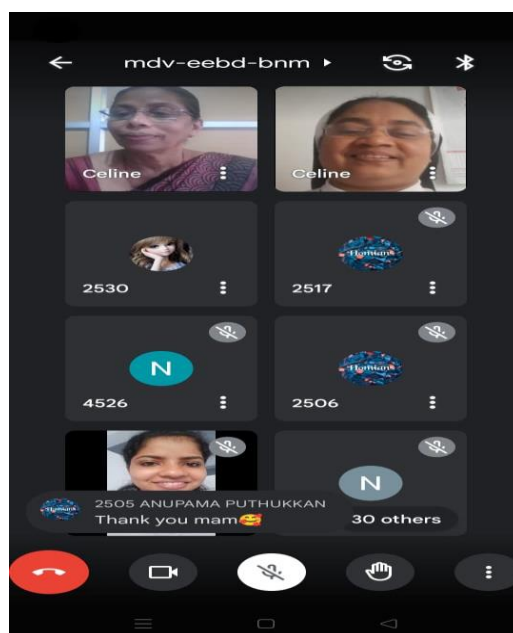 mdv-eebd-bnm
Celine
Celine
2530
2517
N
4526
2506
N
2505 ANUPAMA PUTHUKKAN
Thank you mam🥰
30 others